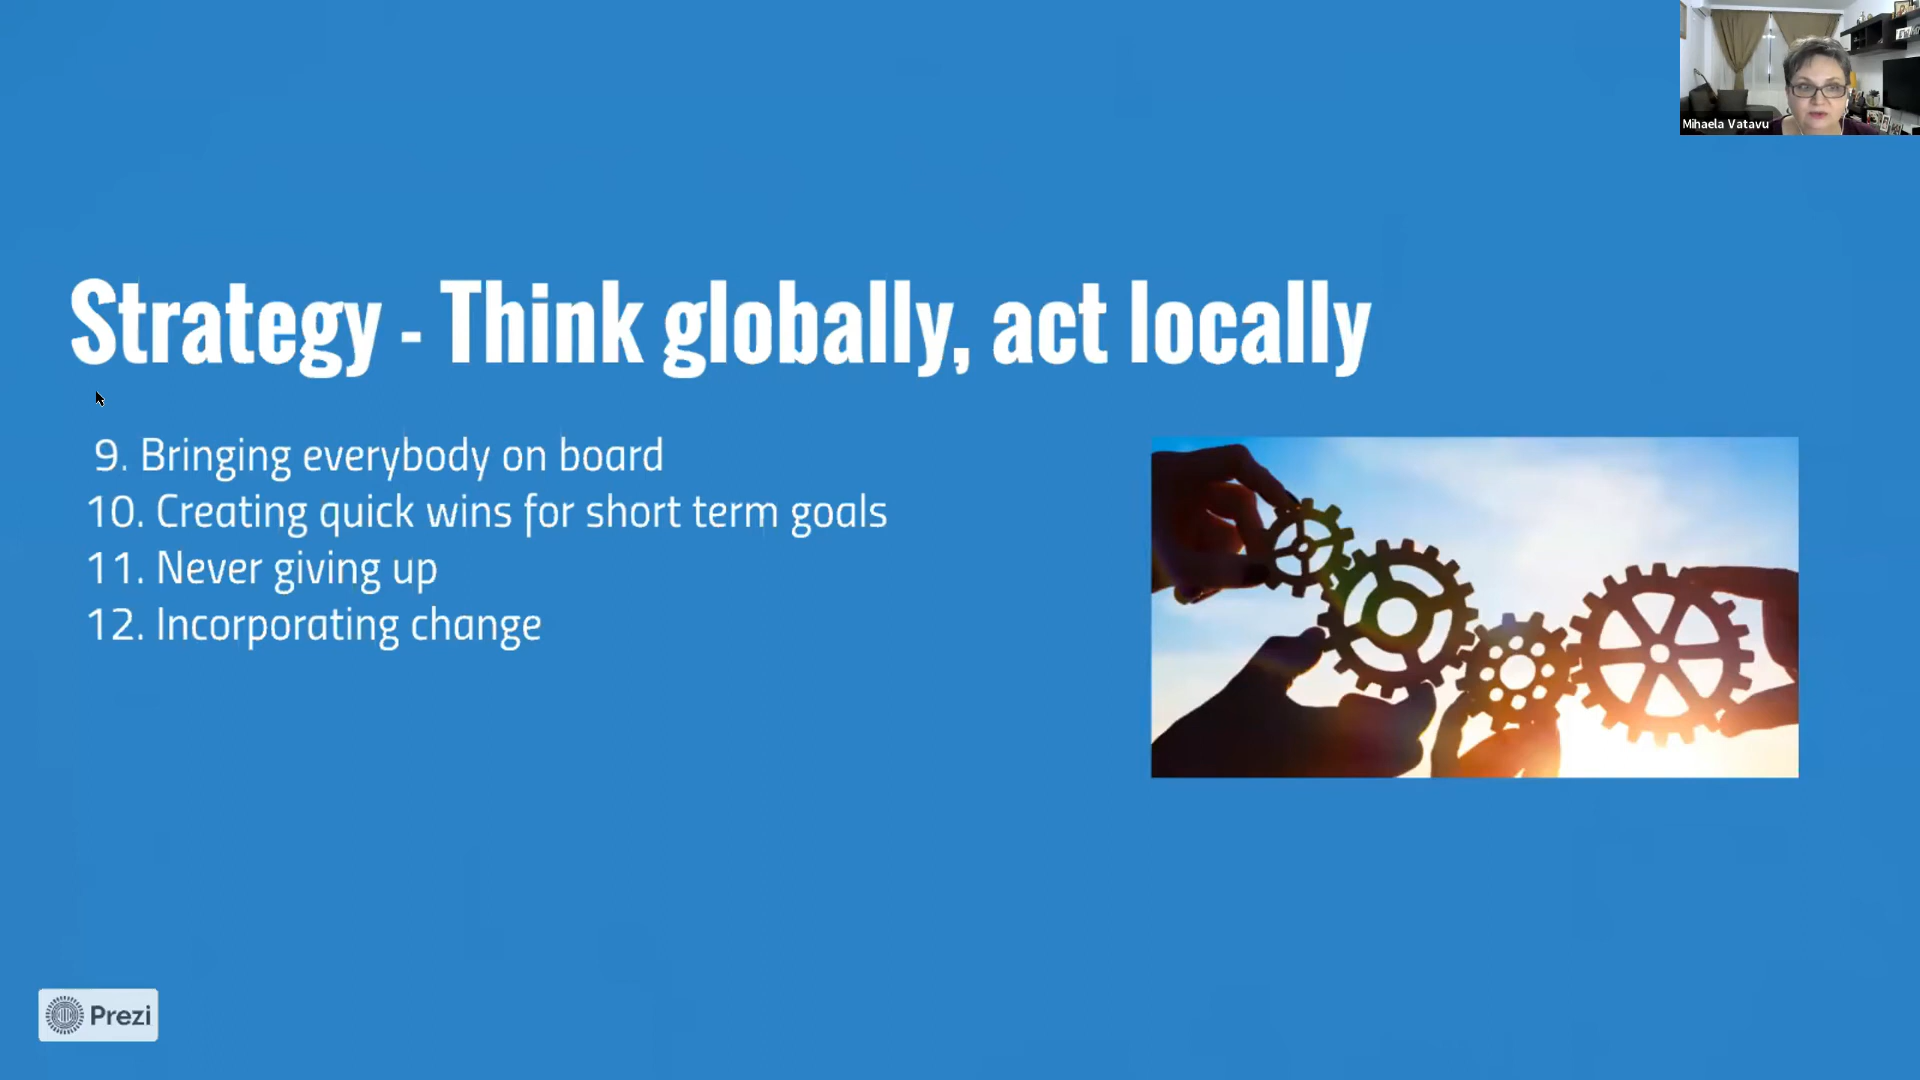 Mihaela Vatavu
Strategy - Think globally, act locally
9. Bringing everybody on board
10. Creating quick wins for short term goals
11. Never giving up
12. Incorporating change
Prezi